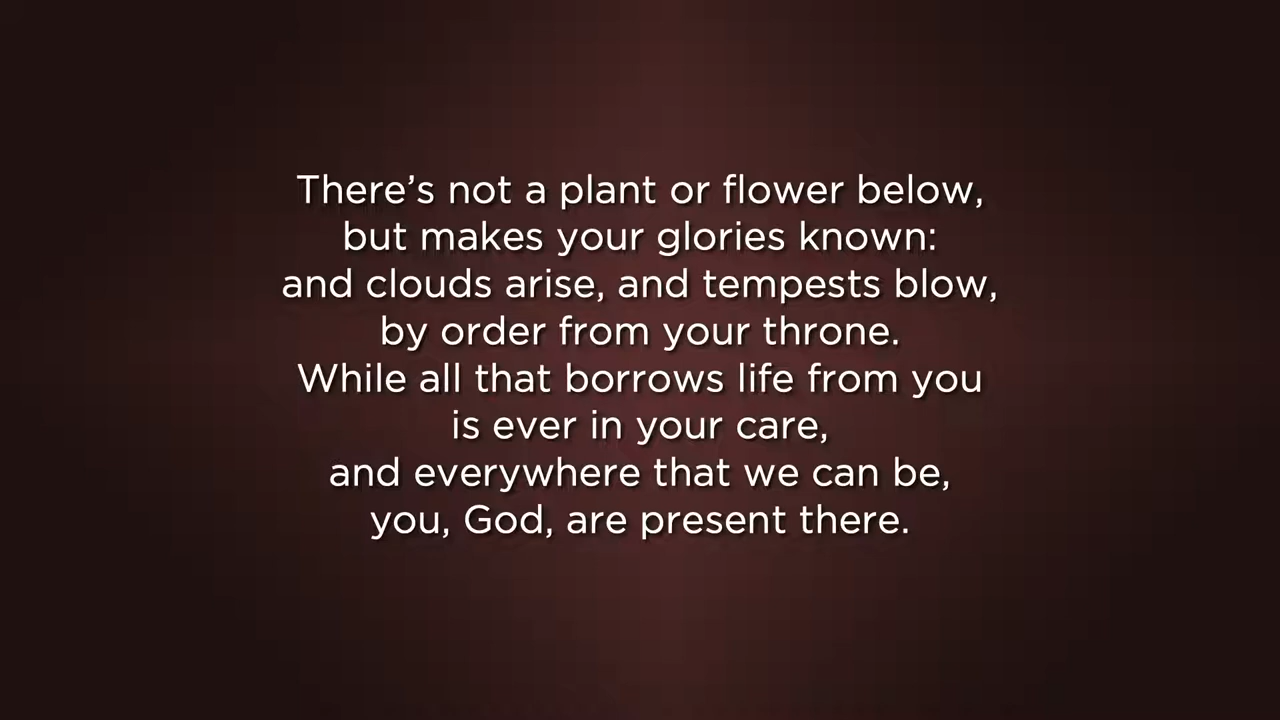 There’s not a plant or flower below,
but makes your glories known:
and clouds arise, and tempests blow,
by order from your throne.
While all that borrows life from you
is ever in your care,
and everywhere that we can be,
you, God, are present there.